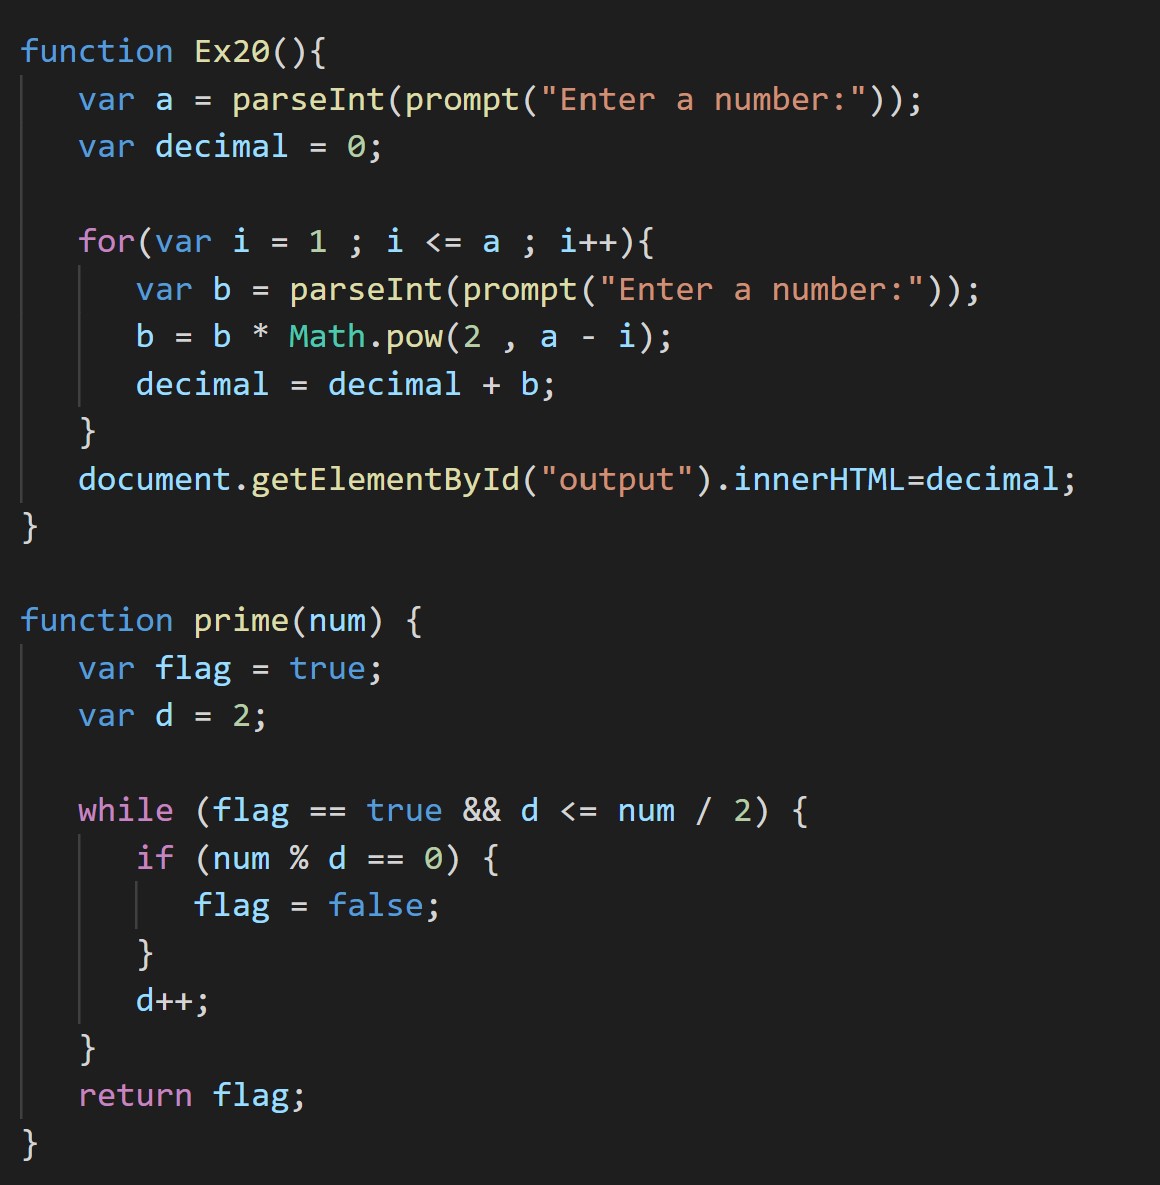 function Ex20(){
   var a = parseInt(prompt("Enter a number:"));
   var decimal = 0;

   for(var i = 1 ; i <= a ; i++){
      var b = parseInt(prompt("Enter a number:"));
      b = b * Math.pow(2 , a - i);
      decimal = decimal + b;
   }
   document.getElementById("output").innerHTML=decimal;
}

function prime(num) {
   var flag = true;
   var d = 2;

   while (flag == true && d <= num / 2) {
      if (num % d == 0) {
         flag = false;
      }
      d++;
   }
   return flag;
}